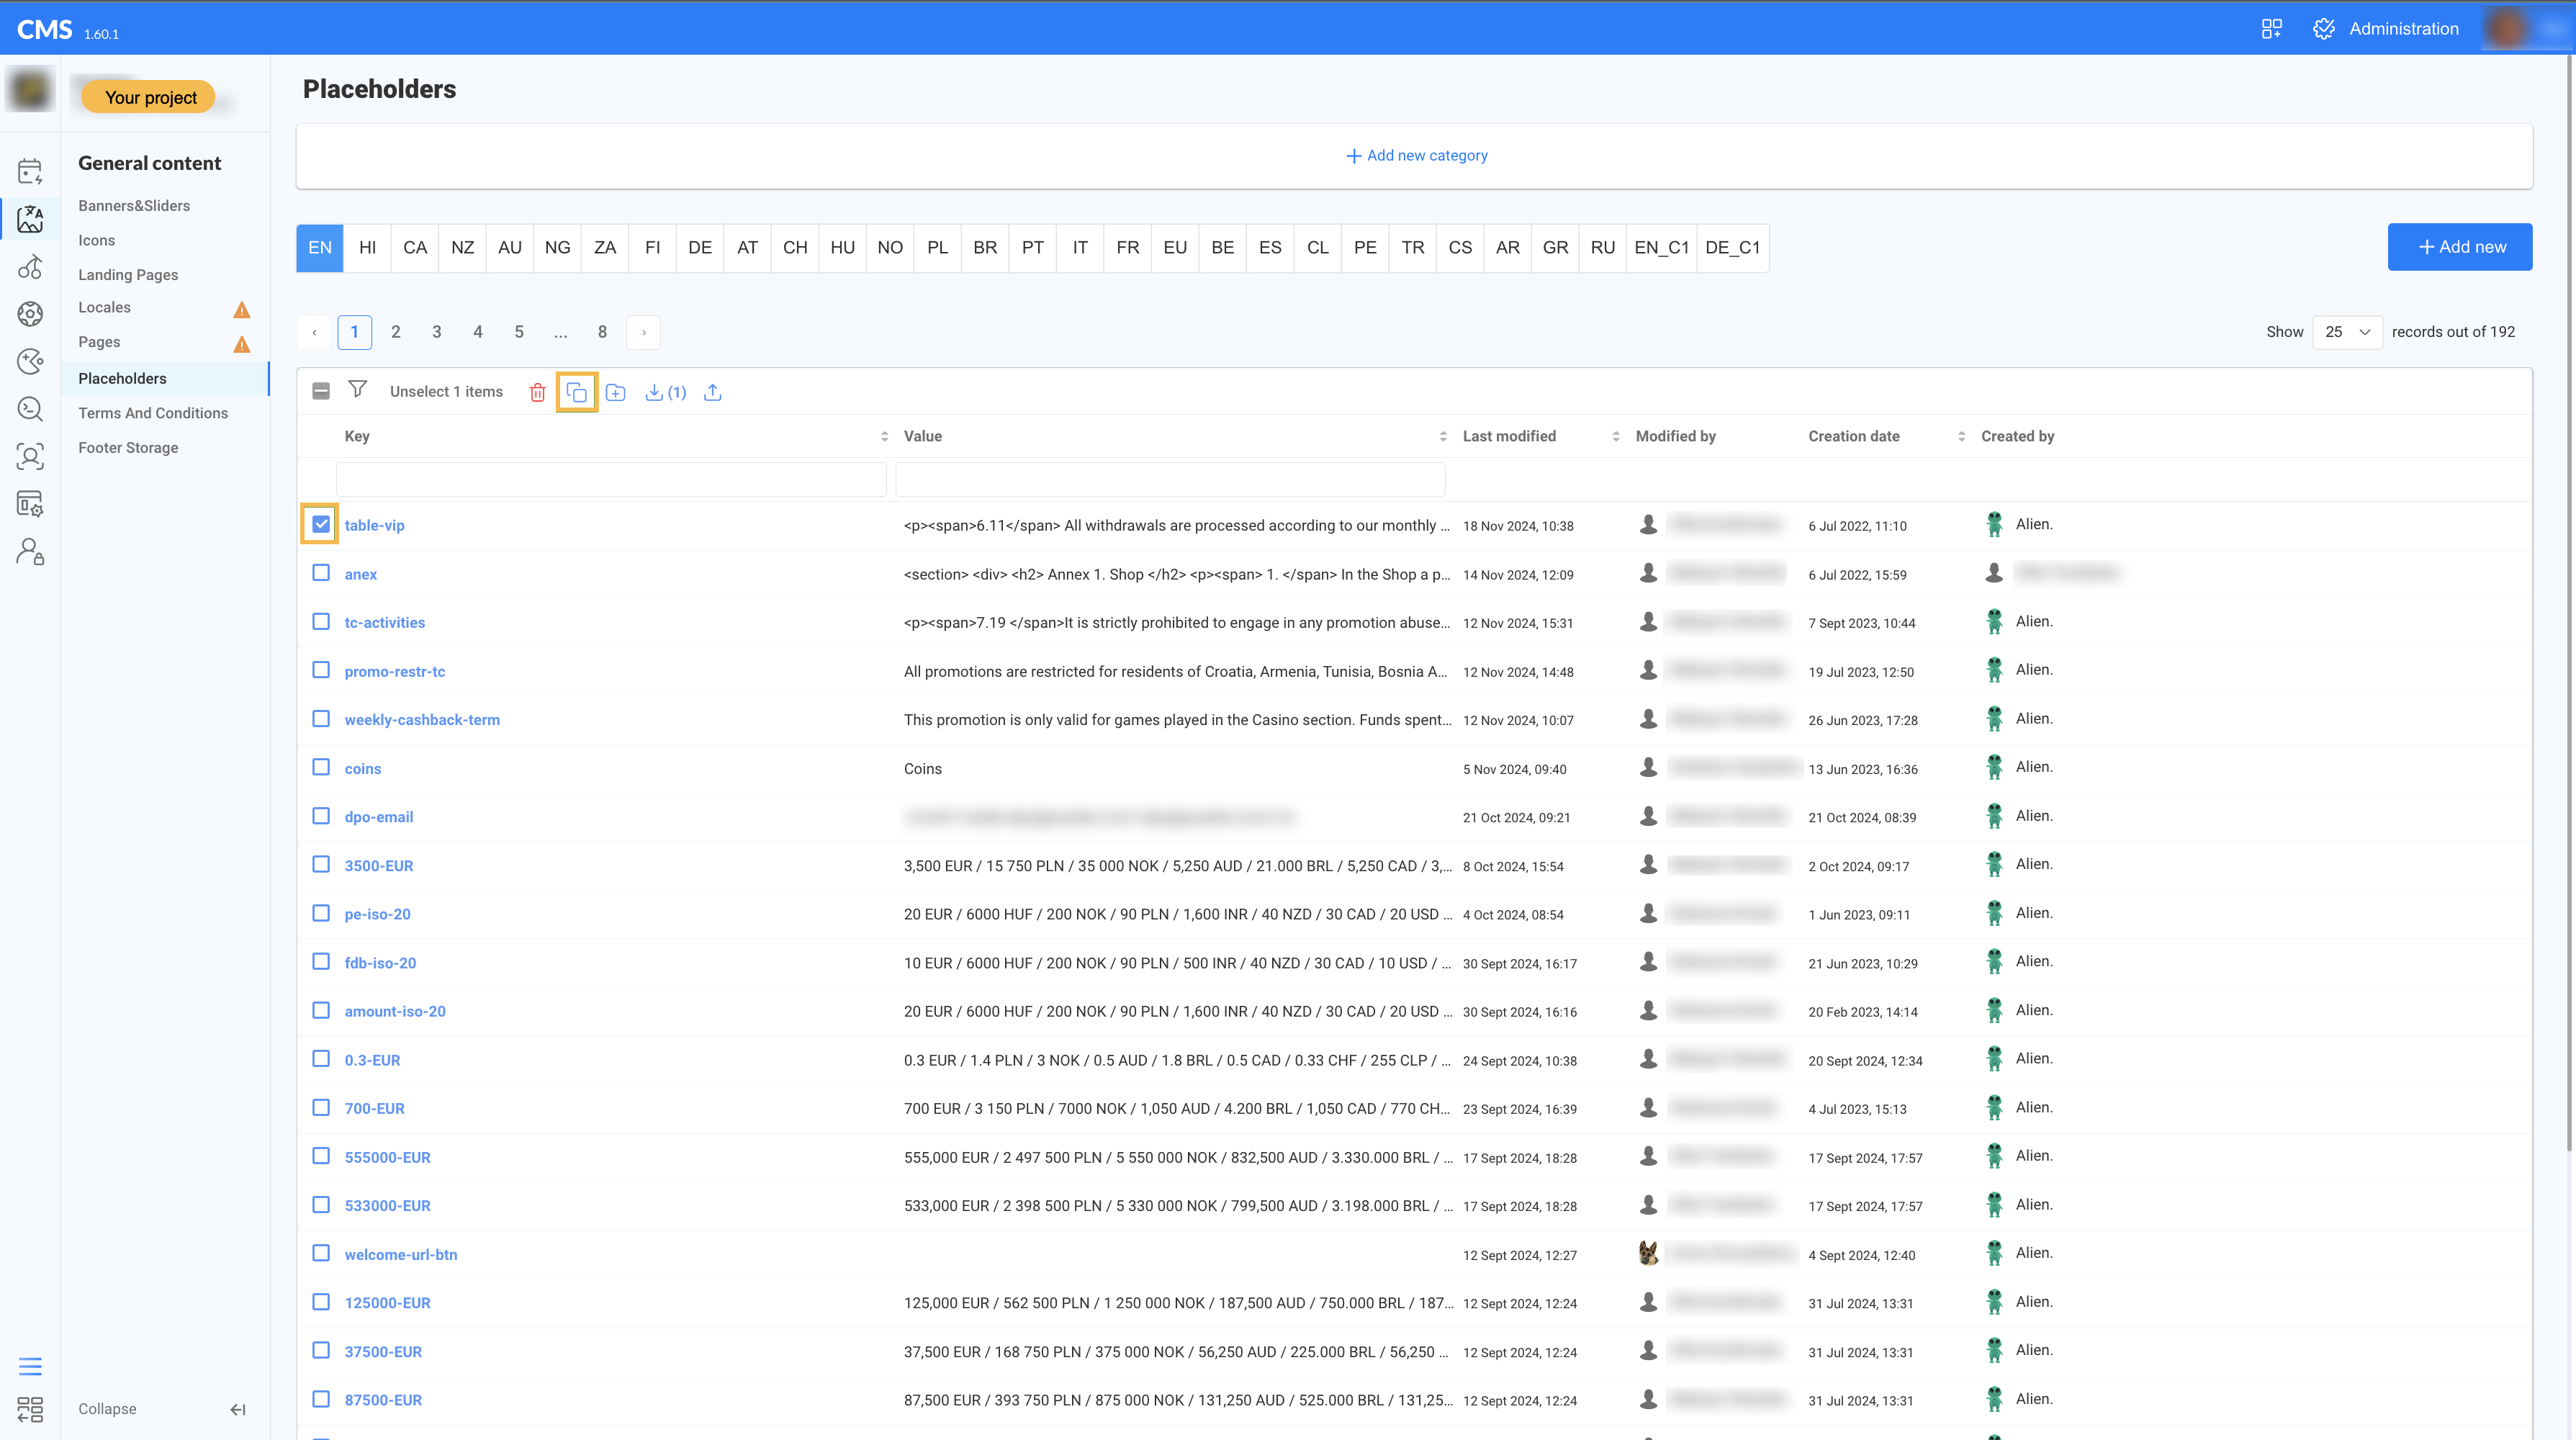 CMS 1.60.1
Administration
Your project
Placeholders
General content
Banners&Sliders
Icons
Landing Pages
Locales
Pages
Placeholders
Terms And Conditions
Footer Storage
Collapse
+ Add new category
EN HI CA NZ AU NG ZA FI DE AT CH HU NO PL BR PT IT FR EU BE ES CL PE TR CS AR GR RU EN_C1 DE_C1
+ Add new
‹ 1 2 3 4 5 ... 8 ›
Show 25 records out of 192
Unselect 1 items (1)
Key Value Last modified Modified by Creation date Created by
table-vip <p><span>6.11</span> All withdrawals are processed according to our monthly ... 18 Nov 2024, 10:38 6 Jul 2022, 11:10 Alien.
anex <section> <div> <h2> Annex 1. Shop </h2> <p><span> 1. </span> In the Shop a p... 14 Nov 2024, 12:09 6 Jul 2022, 15:59
tc-activities <p><span>7.19 </span>It is strictly prohibited to engage in any promotion abuse... 12 Nov 2024, 15:31 7 Sept 2023, 10:44 Alien.
promo-restr-tc All promotions are restricted for residents of Croatia, Armenia, Tunisia, Bosnia A... 12 Nov 2024, 14:48 19 Jul 2023, 12:50 Alien.
weekly-cashback-term This promotion is only valid for games played in the Casino section. Funds spent... 12 Nov 2024, 10:07 26 Jun 2023, 17:28 Alien.
coins Coins 5 Nov 2024, 09:40 13 Jun 2023, 16:36 Alien.
dpo-email 21 Oct 2024, 09:21 21 Oct 2024, 08:39 Alien.
3500-EUR 3,500 EUR / 15 750 PLN / 35 000 NOK / 5,250 AUD / 21.000 BRL / 5,250 CAD / 3,... 8 Oct 2024, 15:54 2 Oct 2024, 09:17 Alien.
pe-iso-20 20 EUR / 6000 HUF / 200 NOK / 90 PLN / 1,600 INR / 40 NZD / 30 CAD / 20 USD ... 4 Oct 2024, 08:54 1 Jun 2023, 09:11 Alien.
fdb-iso-20 10 EUR / 6000 HUF / 200 NOK / 90 PLN / 500 INR / 40 NZD / 30 CAD / 10 USD / ... 30 Sept 2024, 16:17 21 Jun 2023, 10:29 Alien.
amount-iso-20 20 EUR / 6000 HUF / 200 NOK / 90 PLN / 1,600 INR / 40 NZD / 30 CAD / 20 USD ... 30 Sept 2024, 16:16 20 Feb 2023, 14:14 Alien.
0.3-EUR 0.3 EUR / 1.4 PLN / 3 NOK / 0.5 AUD / 1.8 BRL / 0.5 CAD / 0.33 CHF / 255 CLP / ... 24 Sept 2024, 10:38 20 Sept 2024, 12:34 Alien.
700-EUR 700 EUR / 3 150 PLN / 7000 NOK / 1,050 AUD / 4.200 BRL / 1,050 CAD / 770 CH... 23 Sept 2024, 16:39 4 Jul 2023, 15:13 Alien.
555000-EUR 555,000 EUR / 2 497 500 PLN / 5 550 000 NOK / 832,500 AUD / 3.330.000 BRL / ... 17 Sept 2024, 18:28 17 Sept 2024, 17:57 Alien.
533000-EUR 533,000 EUR / 2 398 500 PLN / 5 330 000 NOK / 799,500 AUD / 3.198.000 BRL / ... 17 Sept 2024, 18:28 17 Sept 2024, 17:57 Alien.
welcome-url-btn 12 Sept 2024, 12:27 4 Sept 2024, 12:40 Alien.
125000-EUR 125,000 EUR / 562 500 PLN / 1 250 000 NOK / 187,500 AUD / 750.000 BRL / 187... 12 Sept 2024, 12:24 31 Jul 2024, 13:31 Alien.
37500-EUR 37,500 EUR / 168 750 PLN / 375 000 NOK / 56,250 AUD / 225.000 BRL / 56,250 ... 12 Sept 2024, 12:24 31 Jul 2024, 13:31 Alien.
87500-EUR 87,500 EUR / 393 750 PLN / 875 000 NOK / 131,250 AUD / 525.000 BRL / 131,25... 12 Sept 2024, 12:24 31 Jul 2024, 13:31 Alien.